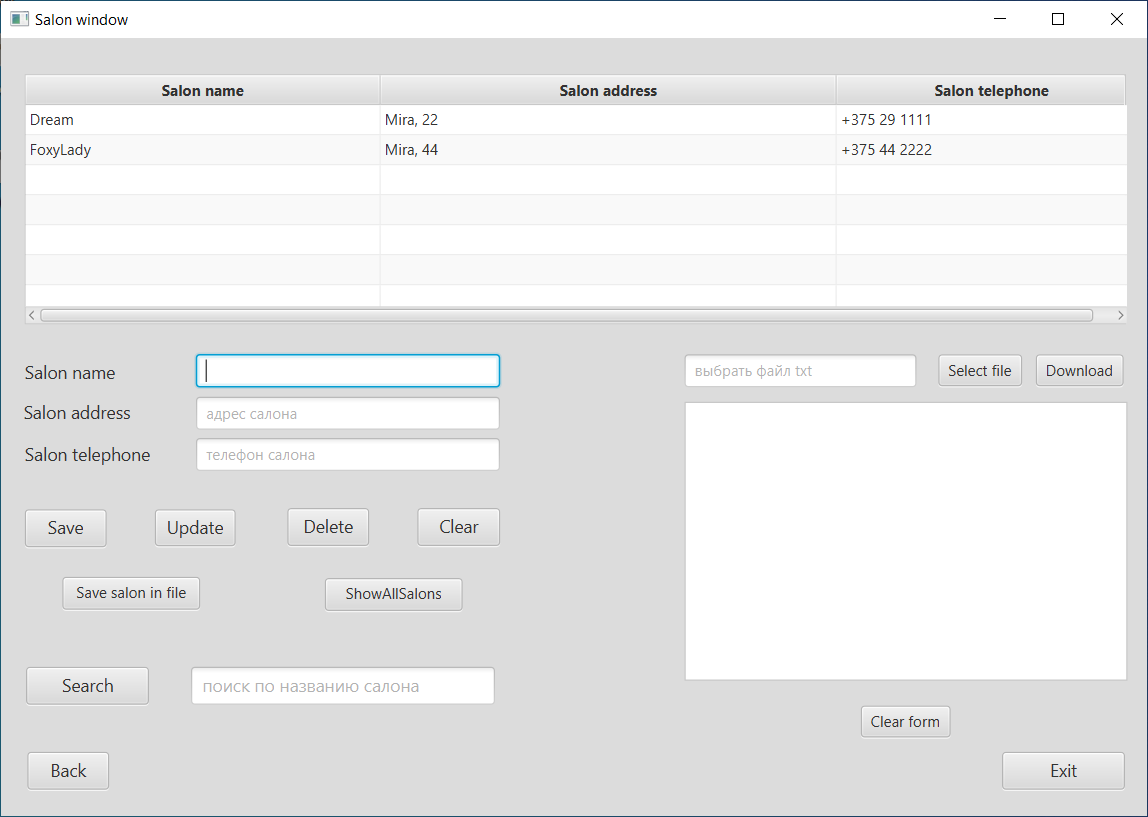 Salon window
Salon name Salon address Salon telephone
Dream Mira, 22 +375 29 1111
FoxyLady Mira, 44 +375 44 2222
Salon name
выбрать файл txt Select file Download
Salon address адрес салона
Salon telephone телефон салона
Save Update Delete Clear
Save salon in file ShowAllSalons
Search поиск по названию салона
Clear form
Back Exit